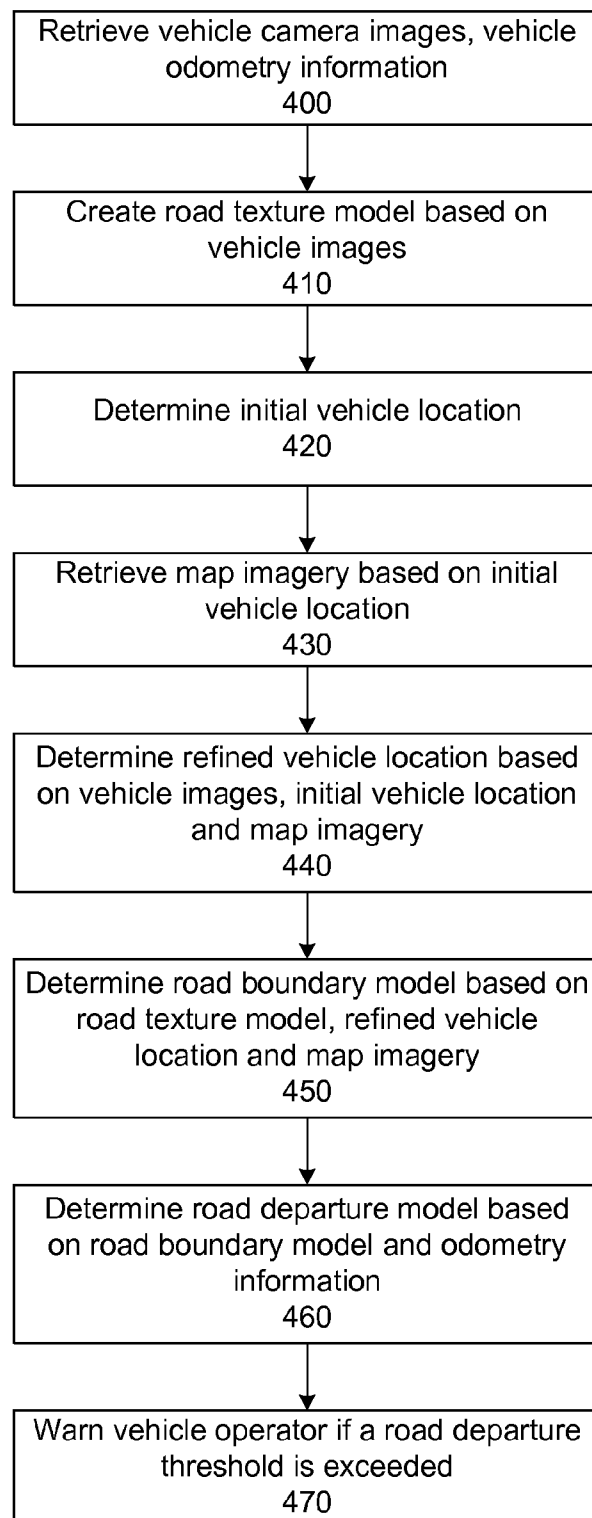 Retrieve vehicle camera images, vehicle
odometry information
400
Create road texture model based on
vehicle images
410
Determine initial vehicle location
420
Retrieve map imagery based on initial
vehicle location
430
Determine refined vehicle location based
on vehicle images, initial vehicle location
and map imagery
440
Determine road boundary model based on
road texture model, refined vehicle
location and map imagery
450
Determine road departure model based
on road boundary model and odometry
information
460
Warn vehicle operator if a road departure
threshold is exceeded
470